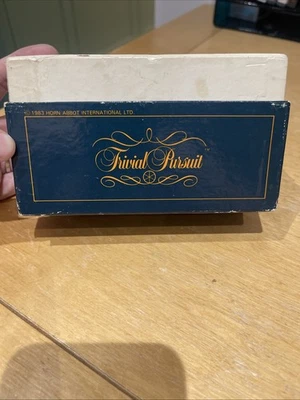 © 1983 HORN ABBOT INTERNATIONAL LTD.
Trivial Pursuit